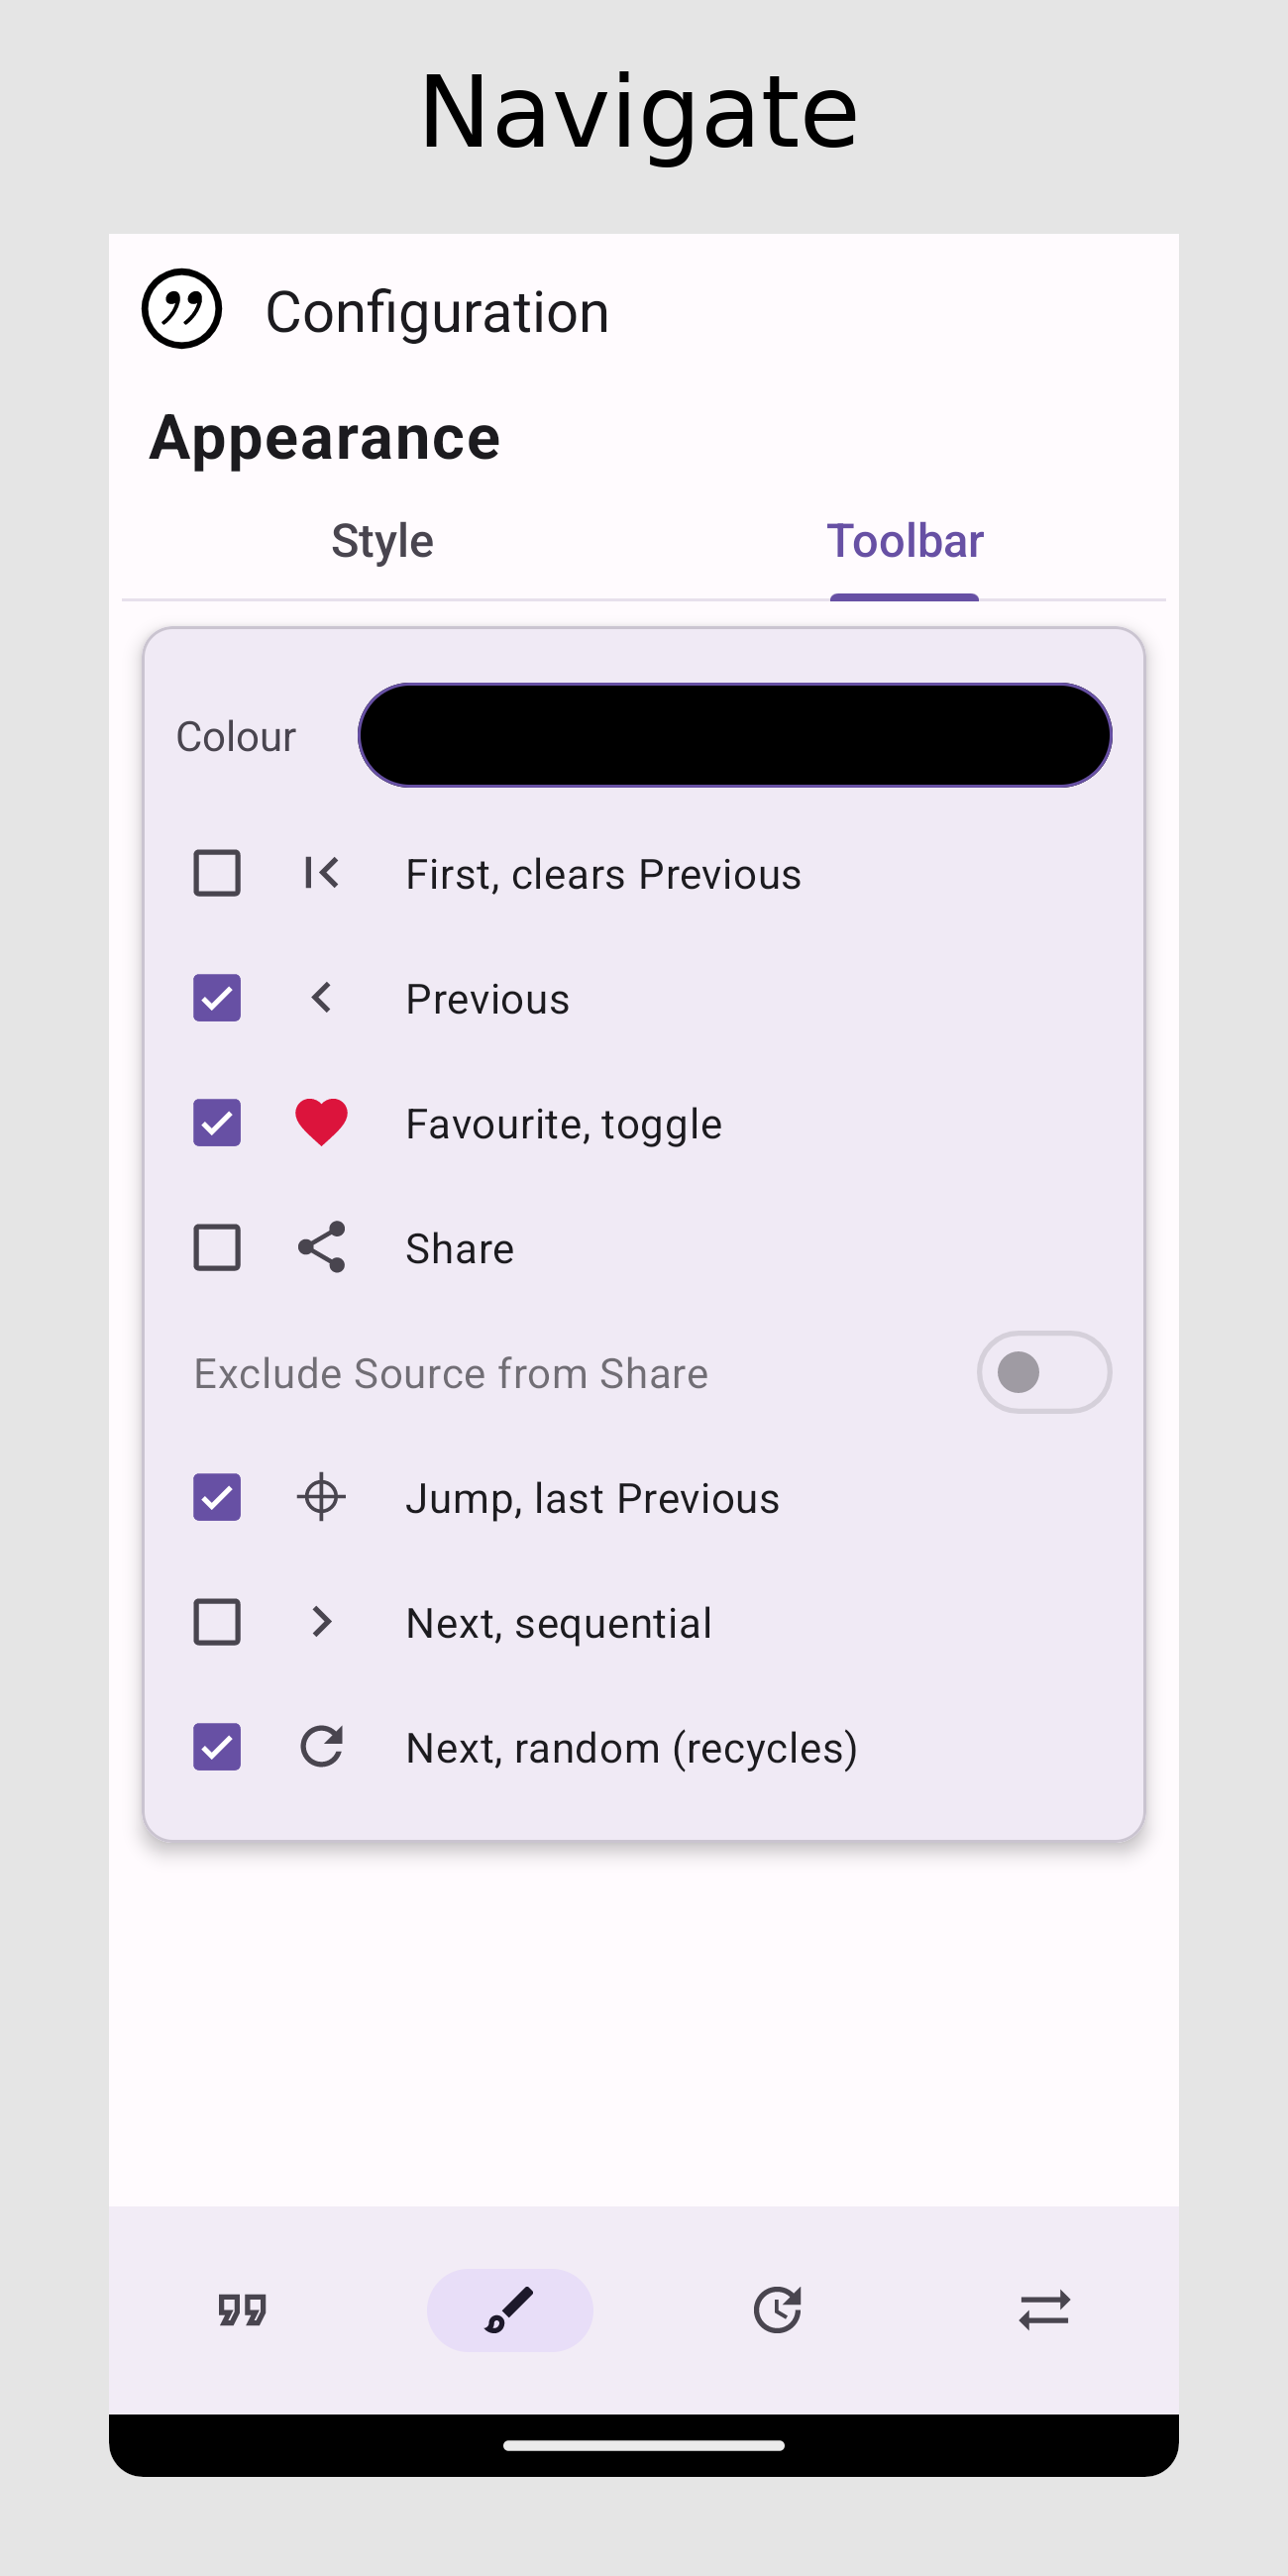 Navigate
Configuration
Appearance
Style
Toolbar
Colour
First, clears Previous
Previous
Favourite, toggle
Share
Exclude Source from Share
Jump, last Previous
Next, sequential
Next, random (recycles)